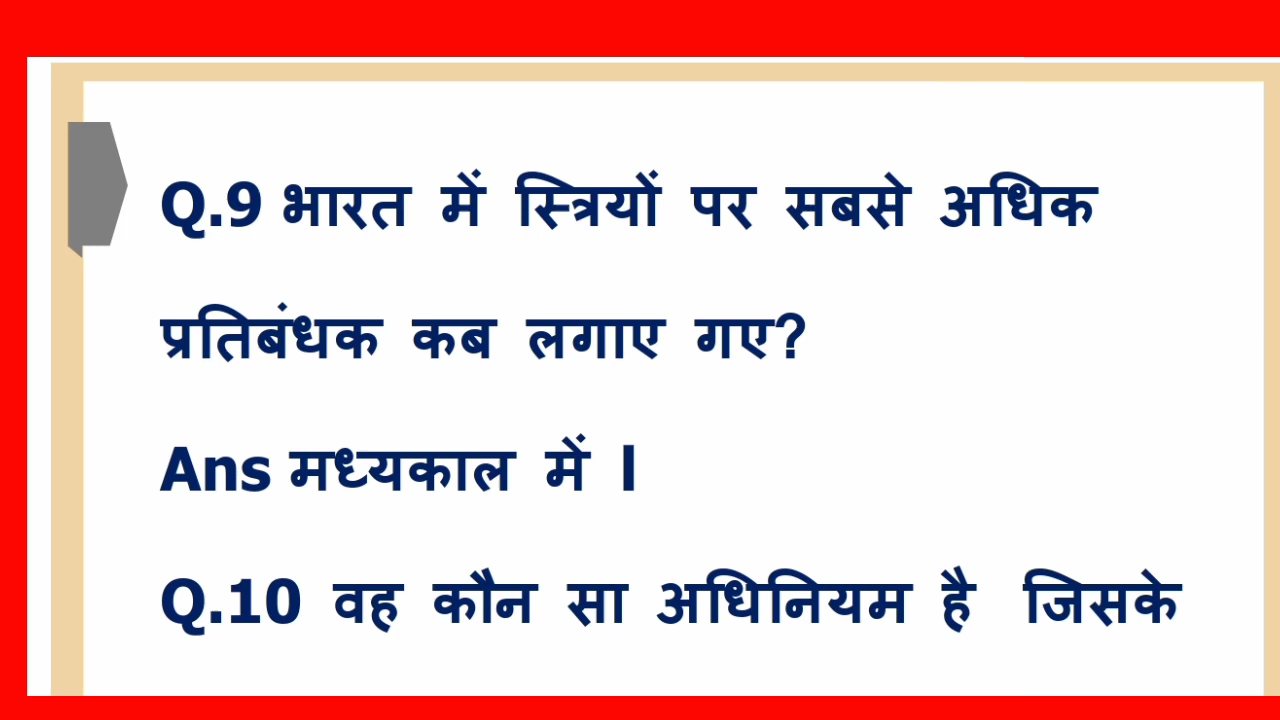 Q.9 भारत में स्त्रियों पर सबसे अधिक
प्रतिबंधक कब लगाए गए?
Ans मध्यकाल में l
Q.10 वह कौन सा अधिनियम है जिसके